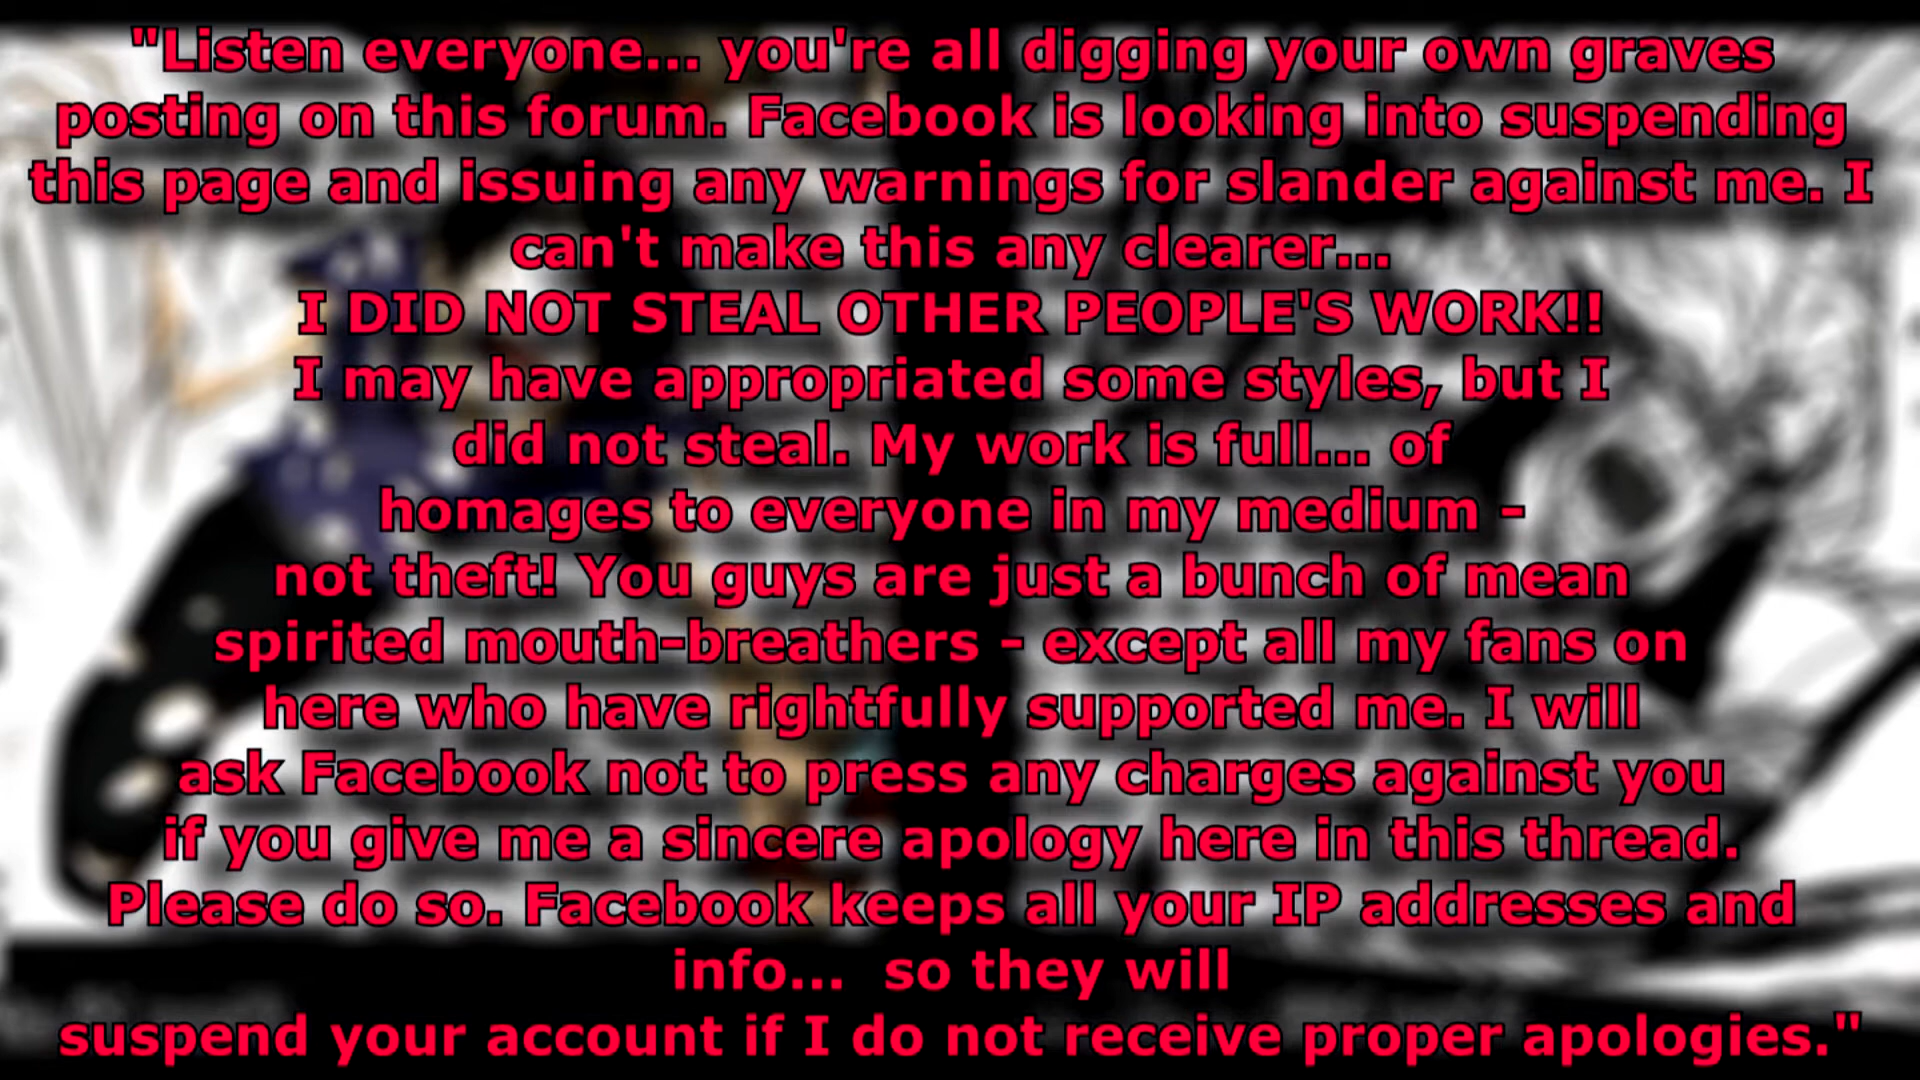 "Listen everyone... you're all digging your own graves
posting on this forum. Facebook is looking into suspending
this page and issuing any warnings for slander against me. I
can't make this any clearer...
I DID NOT STEAL OTHER PEOPLE'S WORK!!
I may have appropriated some styles, but I
did not steal. My work is full... of
homages to everyone in my medium -
not theft! You guys are just a bunch of mean
spirited mouth-breathers - except all my fans on
here who have rightfully supported me. I will
ask Facebook not to press any charges against you
if you give me a sincere apology here in this thread.
Please do so. Facebook keeps all your IP addresses and
info...  so they will
suspend your account if I do not receive proper apologies."